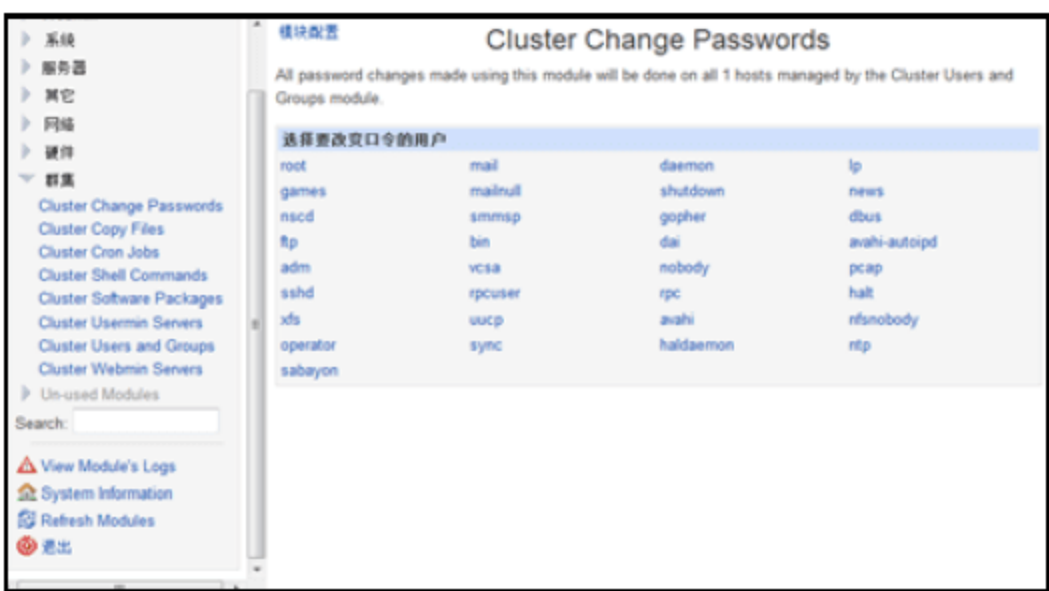 系统
服务器
其它
网络
硬件
群集
Cluster Change Passwords
Cluster Copy Files
Cluster Cron Jobs
Cluster Shell Commands
Cluster Software Packages
Cluster Usermin Servers
Cluster Users and Groups
Cluster Webmin Servers
Un-used Modules
Search:
View Module's Logs
System Information
Refresh Modules
退出
模块配置
Cluster Change Passwords
All password changes made using this module will be done on all 1 hosts managed by the Cluster Users and
Groups module.
选择要改变口令的用户
root mail daemon lp
games mailnull shutdown news
nscd smmsp gopher dbus
ftp bin dai avahi-autoipd
adm vcsa nobody pcap
sshd rpcuser rpc halt
xfs uucp avahi nfsnobody
operator sync haldaemon ntp
sabayon